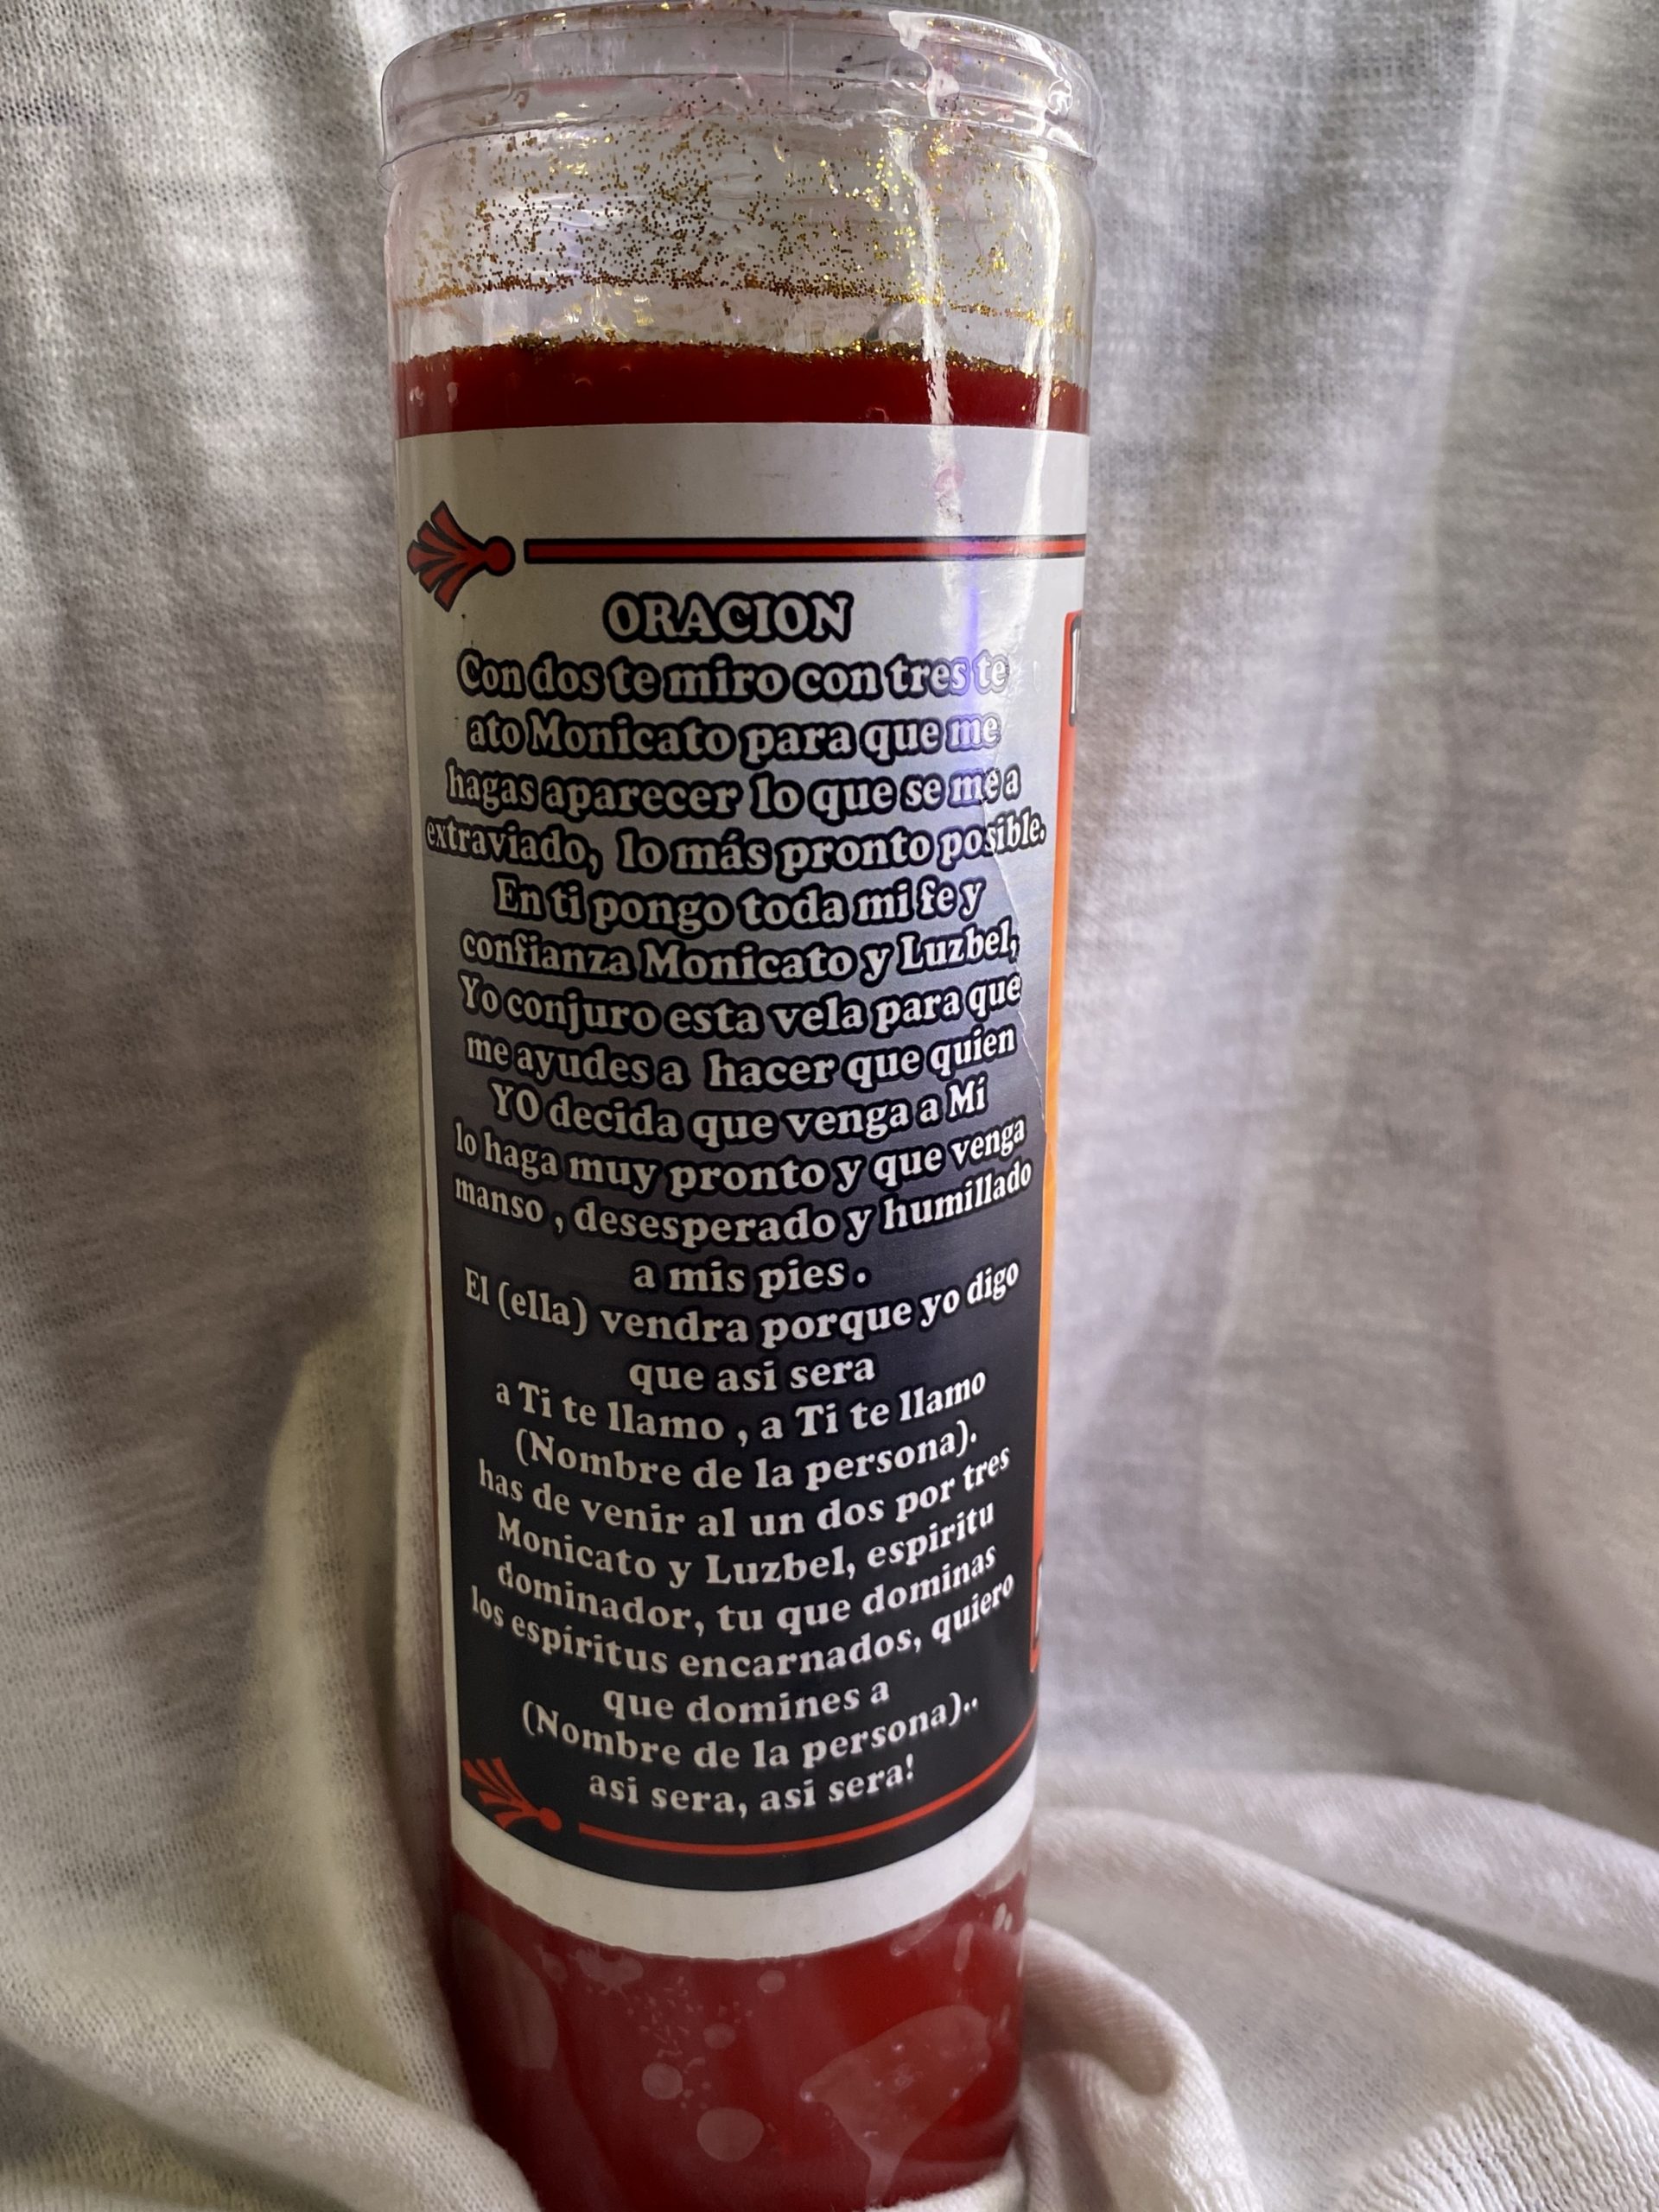 ORACION
Con dos te miro con tres te
ato Monicato para que me
hagas aparecer lo que se me a
extraviado, lo más pronto posible.
En ti pongo toda mi fe y
confianza Monicato y Luzbel,
Yo conjuro esta vela para que
me ayudes a hacer que quien
YO decida que venga a Mi
lo haga muy pronto y que venga
manso , desesperado y humillado
a mis pies .
El (ella) vendra porque yo digo
que asi sera
a Ti te llamo , a Ti te llamo
(Nombre de la persona).
has de venir al un dos por tres
Monicato y Luzbel, espiritu
dominador, tu que dominas
los espiritus encarnados, quiero
que domines a
(Nombre de la persona)..
asi sera, asi sera!